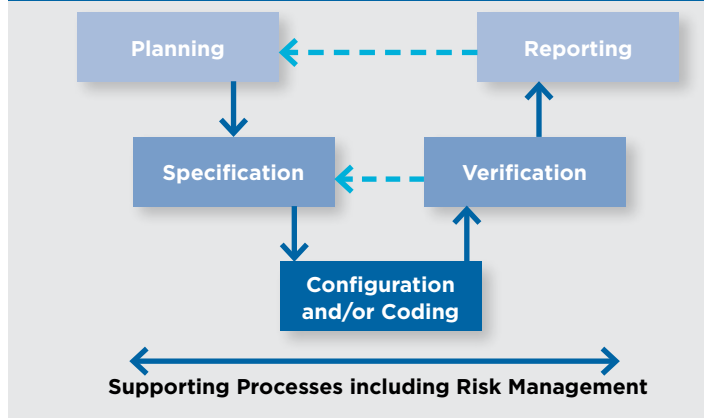 Planning
Reporting
Specification
Verification
Configuration
and/or Coding
Supporting Processes including Risk Management